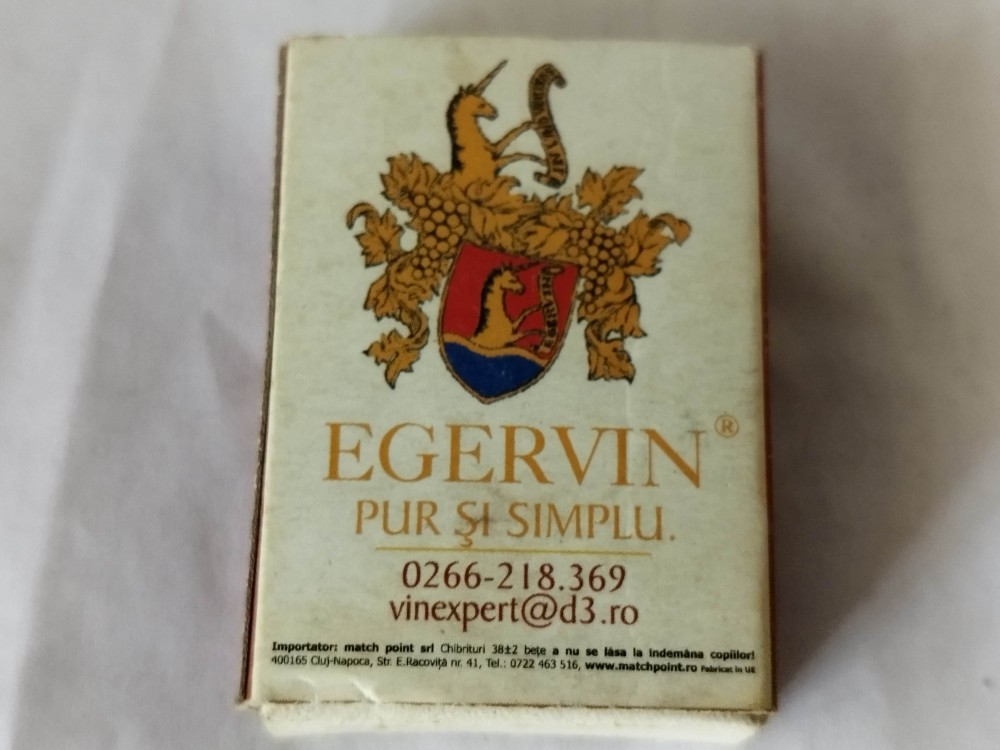 EGERVIN®
PUR ŞI SIMPLU.
0266-218.369
vinexpert@d3.ro
Importator: match point srl Chibrituri 38±2 beţe a nu se lăsa la îndemâna copiilor!
400165 Cluj-Napoca, Str. E.Racoviţă nr. 41, Tel.: 0722 463 516, www.matchpoint.ro Fabricat în UE